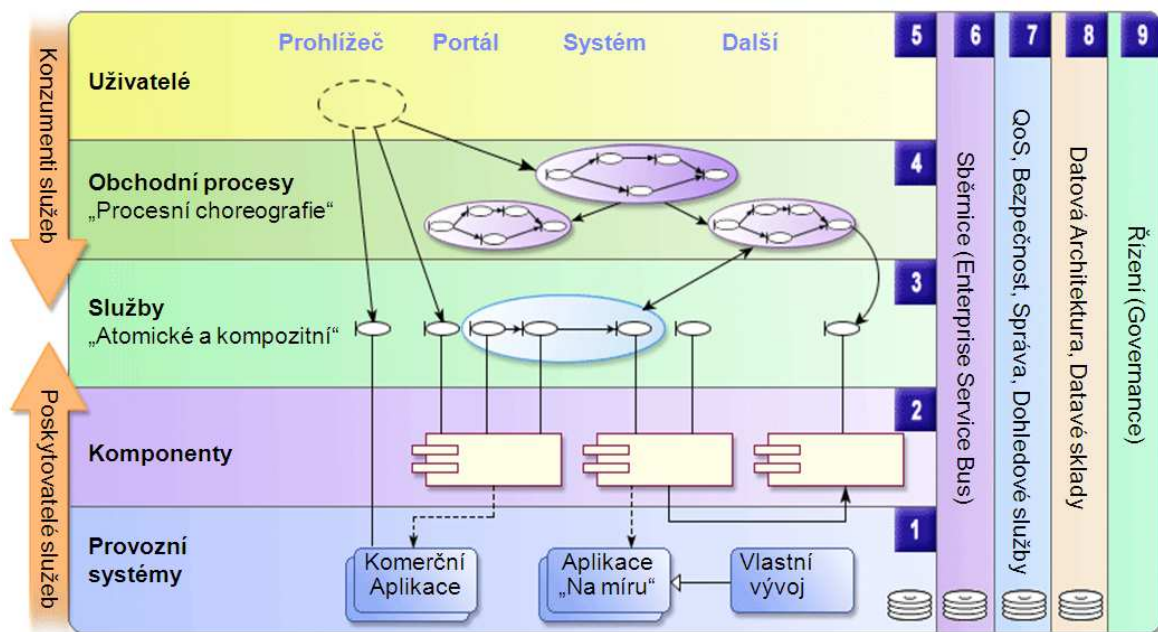 Prohlížeč Portál Systém Další
5
6
7
8
9
Konzumenti služeb
Uživatelé
4
Obchodní procesy
„Procesní choreografie“
3
Služby
„Atomické a kompozitní“
Poskytovatelé služeb
2
Komponenty
1
Provozní
systémy
Komerční
Aplikace
Aplikace
„Na míru“
Vlastní
vývoj
Sběrnice (Enterprise Service Bus)
QoS, Bezpečnost, Správa, Dohledové služby
Datová Architektura, Datavé sklady
Řízení (Governance)